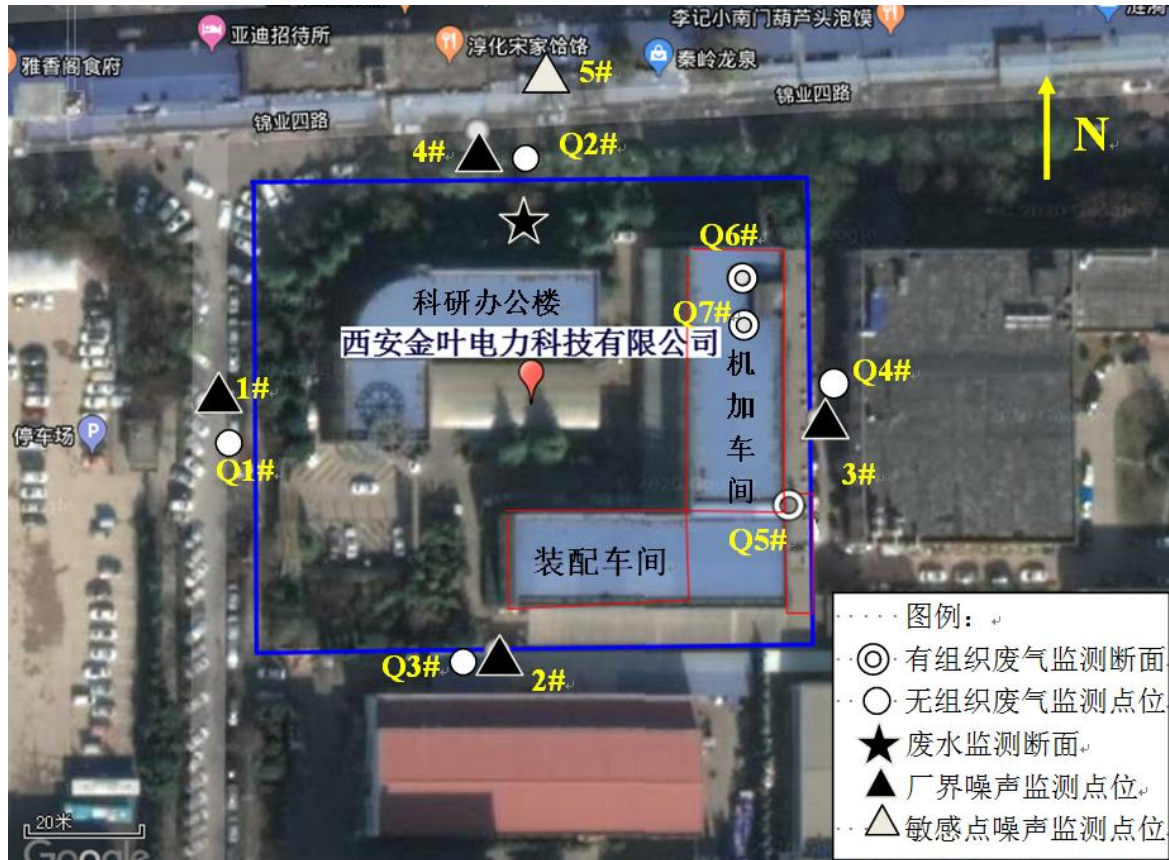 李记小南门葫芦头泡馍
亚迪招待所
淳化宋家饸饹
雅香阁食府
秦岭龙泉
5#
锦业四路
锦业四路
4#
Q2#
N
Q6#
科研办公楼
Q7#
西安金叶电力科技有限公司
机加车间
1#
Q4#
停车场 P
Q1#
3#
Q5#
装配车间
Q3#
2#
图例：
有组织废气监测断面
无组织废气监测点位
废水监测断面
厂界噪声监测点位
敏感点噪声监测点位
20米
Google